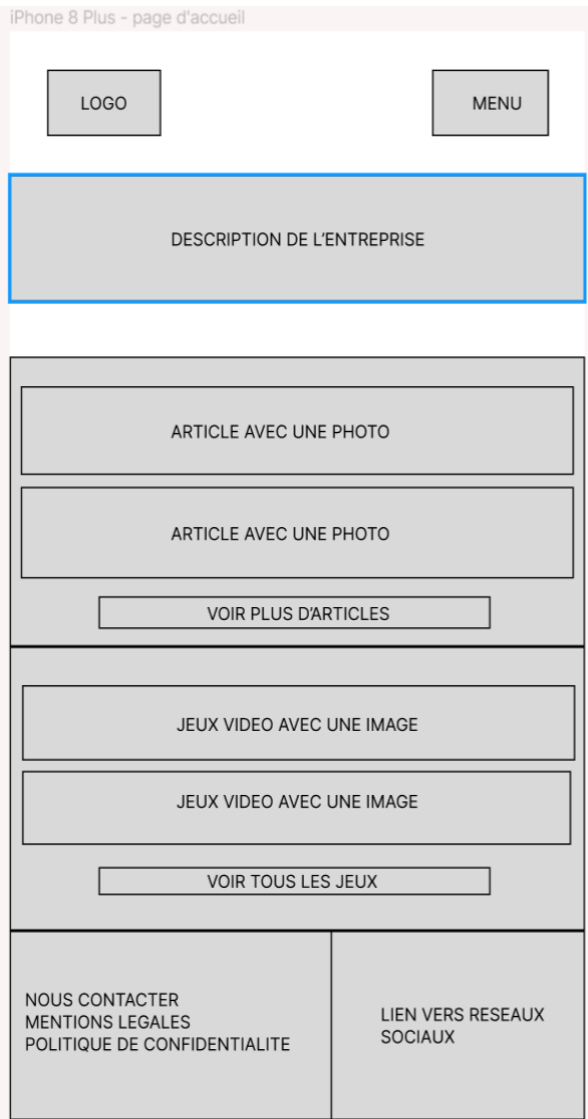 iPhone 8 Plus - page d'accueil
LOGO
MENU
DESCRIPTION DE L'ENTREPRISE
ARTICLE AVEC UNE PHOTO
ARTICLE AVEC UNE PHOTO
VOIR PLUS D'ARTICLES
JEUX VIDEO AVEC UNE IMAGE
JEUX VIDEO AVEC UNE IMAGE
VOIR TOUS LES JEUX
NOUS CONTACTER
MENTIONS LEGALES
POLITIQUE DE CONFIDENTIALITE
LIEN VERS RESEAUX
SOCIAUX